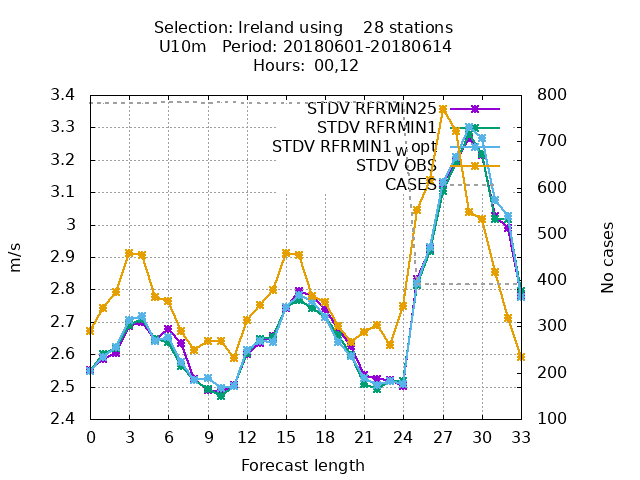 Selection: Ireland using    28 stations
U10m   Period: 20180601-20180614
Hours:  00,12
STDV RFRMIN25
STDV RFRMIN1
STDV RFRMIN1_w opt
STDV OBS
CASES
3.4
3.3
3.2
3.1
3
2.9
2.8
2.7
2.6
2.5
2.4
m/s
800
700
600
500
400
300
200
100
No cases
0 3 6 9 12 15 18 21 24 27 30 33
Forecast length